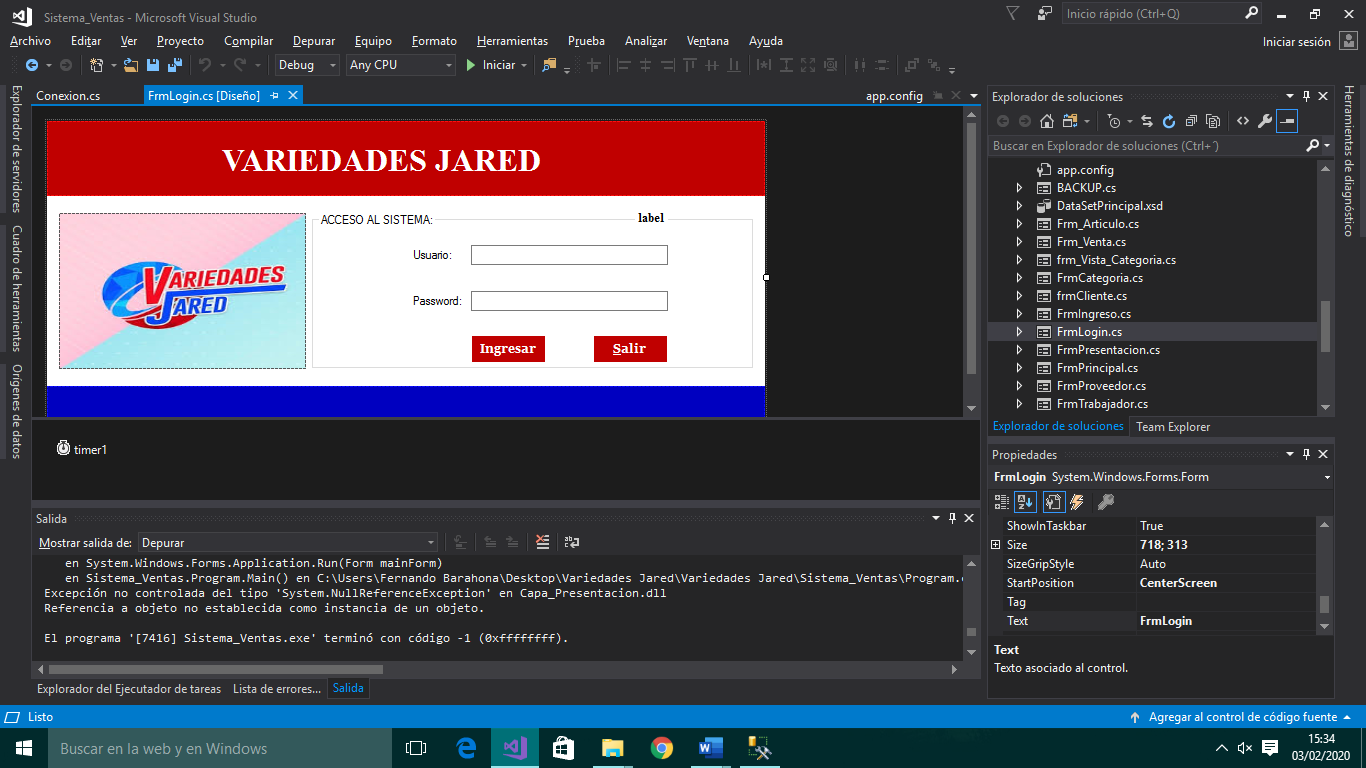 Sistema_Ventas - Microsoft Visual Studio
Inicio rápido (Ctrl+Q)
Archivo Editar Ver Proyecto Compilar Depurar Equipo Formato Herramientas Prueba Analizar Ventana Ayuda
Iniciar sesión
Debug Any CPU Iniciar
Explorador de servidores
Cuadro de herramientas
Orígenes de datos
Conexion.cs FrmLogin.cs [Diseño] app.config
VARIEDADES JARED
VARIEDADES
JARED
ACCESO AL SISTEMA: label
Usuario:
Password:
Ingresar Salir
timer1
Salida
Mostrar salida de: Depurar
en System.Windows.Forms.Application.Run(Form mainForm)
en Sistema_Ventas.Program.Main() en C:\Users\Fernando Barahona\Desktop\Variedades Jared\Variedades Jared\Sistema_Ventas\Program.
Excepción no controlada del tipo 'System.NullReferenceException' en Capa_Presentacion.dll
Referencia a objeto no establecida como instancia de un objeto.
El programa '[7416] Sistema_Ventas.exe' terminó con código -1 (0xffffffff).
Explorador del Ejecutador de tareas Lista de errores... Salida
Explorador de soluciones
Buscar en Explorador de soluciones (Ctrl+´)
app.config
BACKUP.cs
DataSetPrincipal.xsd
Frm_Articulo.cs
Frm_Venta.cs
frm_Vista_Categoria.cs
FrmCategoria.cs
frmCliente.cs
FrmIngreso.cs
FrmLogin.cs
FrmPresentacion.cs
FrmPrincipal.cs
FrmProveedor.cs
FrmTrabajador.cs
Explorador de soluciones Team Explorer
Propiedades
FrmLogin System.Windows.Forms.Form
ShowInTaskbar True
Size 718; 313
SizeGripStyle Auto
StartPosition CenterScreen
Tag
Text FrmLogin
Text
Texto asociado al control.
Herramientas de diagnóstico
Listo
Agregar al control de código fuente
Buscar en la web y en Windows
15:34
03/02/2020